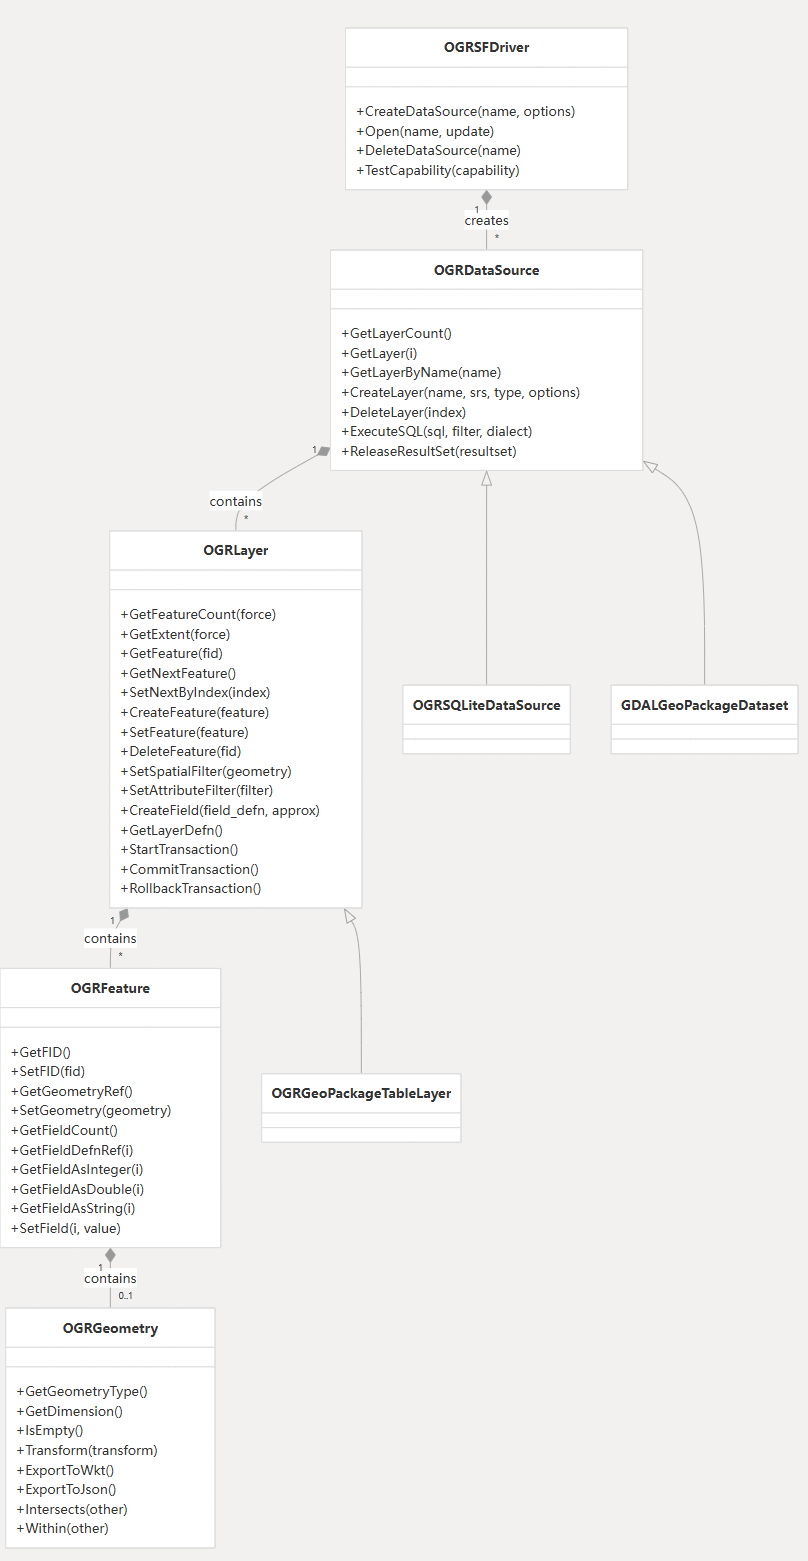 OGRSFDriver
+CreateDataSource(name, options)
+Open(name, update)
+DeleteDataSource(name)
+TestCapability(capability)
1
creates
*
OGRDataSource
+GetLayerCount()
+GetLayer(i)
+GetLayerByName(name)
+CreateLayer(name, srs, type, options)
+DeleteLayer(index)
+ExecuteSQL(sql, filter, dialect)
+ReleaseResultSet(resultset)
1
contains
*
OGRLayer
+GetFeatureCount(force)
+GetExtent(force)
+GetFeature(fid)
+GetNextFeature()
+SetNextByIndex(index)
+CreateFeature(feature)
+SetFeature(feature)
+DeleteFeature(fid)
+SetSpatialFilter(geometry)
+SetAttributeFilter(filter)
+CreateField(field_defn, approx)
+GetLayerDefn()
+StartTransaction()
+CommitTransaction()
+RollbackTransaction()
OGRSQLiteDataSource
GDALGeoPackageDataset
1
contains
*
OGRFeature
+GetFID()
+SetFID(fid)
+GetGeometryRef()
+SetGeometry(geometry)
+GetFieldCount()
+GetFieldDefnRef(i)
+GetFieldAsInteger(i)
+GetFieldAsDouble(i)
+GetFieldAsString(i)
+SetField(i, value)
OGRGeoPackageTableLayer
1
contains
0..1
OGRGeometry
+GetGeometryType()
+GetDimension()
+IsEmpty()
+Transform(transform)
+ExportToWkt()
+ExportToJson()
+Intersects(other)
+Within(other)